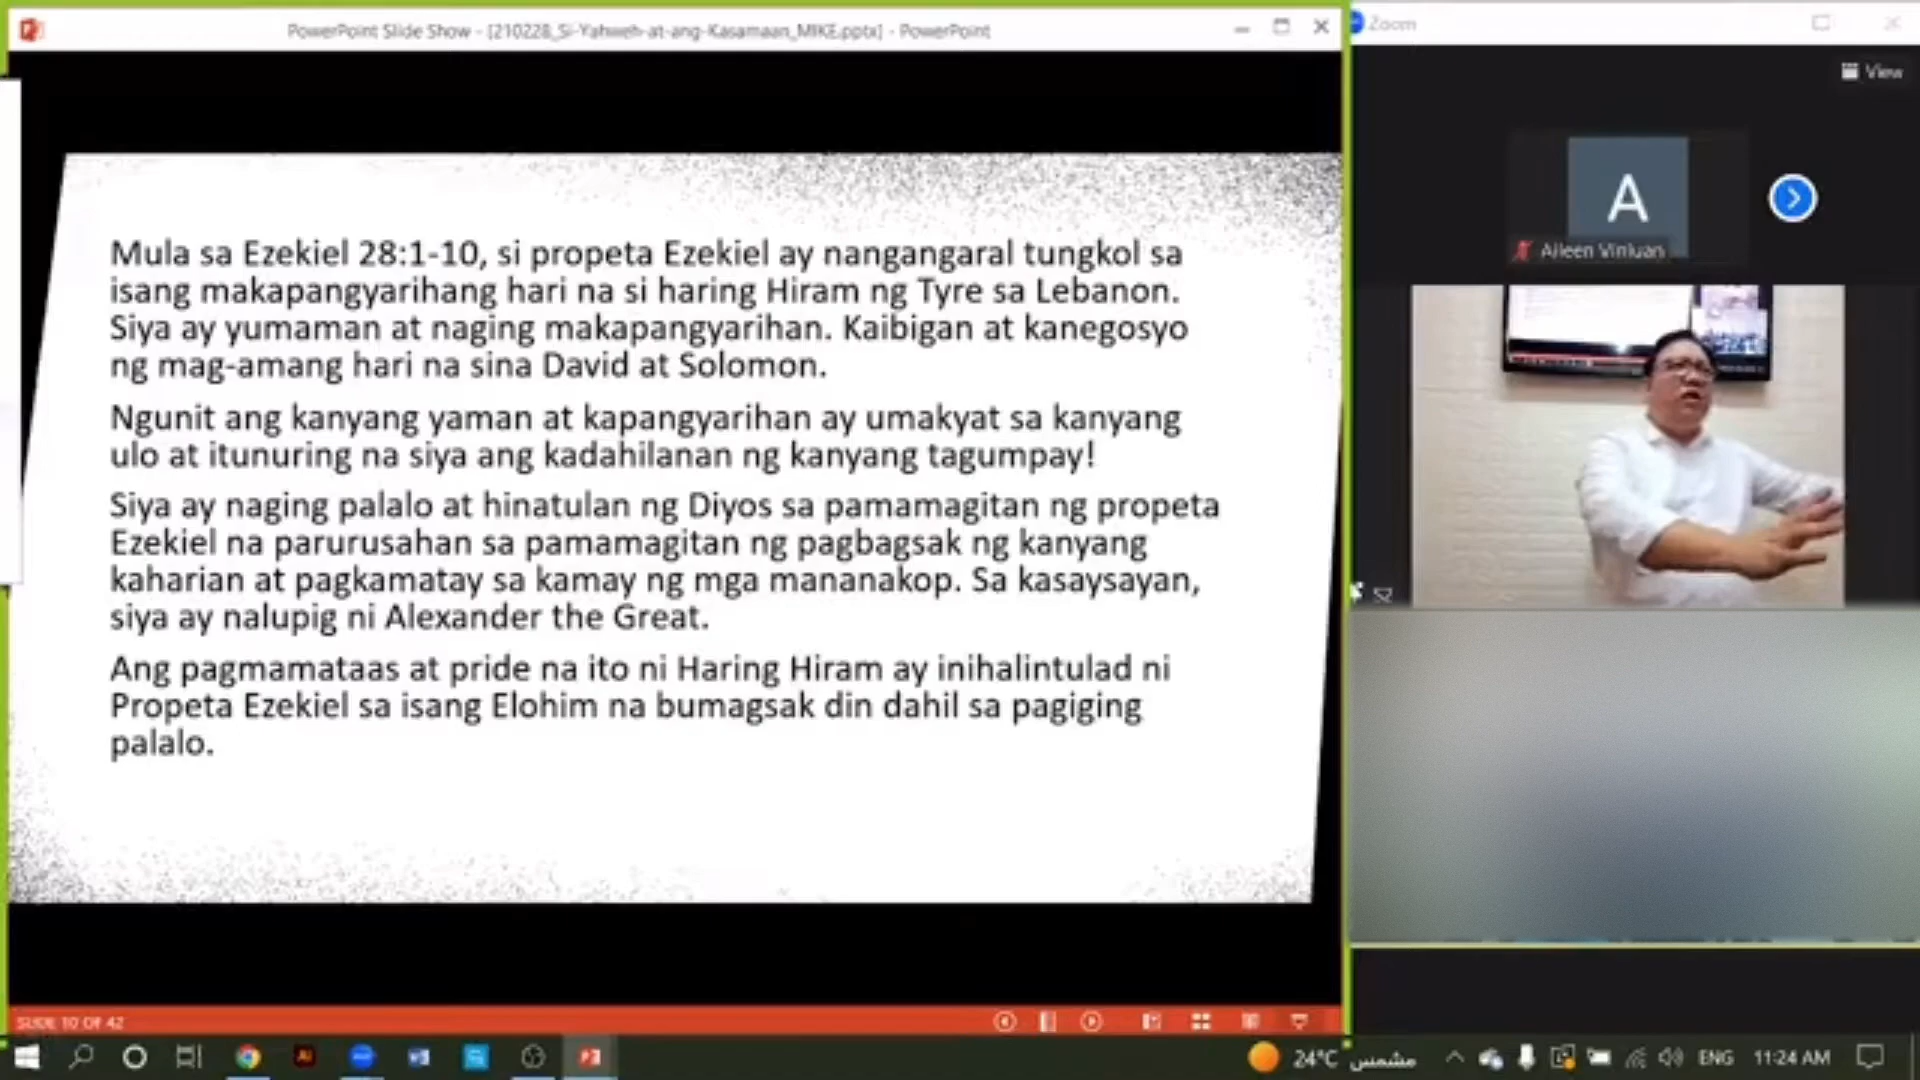 PowerPoint Slide Show - [210228_Si-Yahweh-at-ang-Kasamaan_MIKE.pptx] - PowerPoint
Zoom
View
A
Aileen Vinluan
Mula sa Ezekiel 28:1-10, si propeta Ezekiel ay nangangaral tungkol sa
isang makapangyarihang hari na si haring Hiram ng Tyre sa Lebanon.
Siya ay yumaman at naging makapangyarihan. Kaibigan at kanegosyo
ng mag-amang hari na sina David at Solomon.
Ngunit ang kanyang yaman at kapangyarihan ay umakyat sa kanyang
ulo at itunuring na siya ang kadahilanan ng kanyang tagumpay!
Siya ay naging palalo at hinatulan ng Diyos sa pamamagitan ng propeta
Ezekiel na parurusahan sa pamamagitan ng pagbagsak ng kanyang
kaharian at pagkamatay sa kamay ng mga mananakop. Sa kasaysayan,
siya ay nalupig ni Alexander the Great.
Ang pagmamataas at pride na ito ni Haring Hiram ay inihalintulad ni
Propeta Ezekiel sa isang Elohim na bumagsak din dahil sa pagiging
palalo.
SLIDE 10 OF 42
24°C مشمس
ENG
11:24 AM